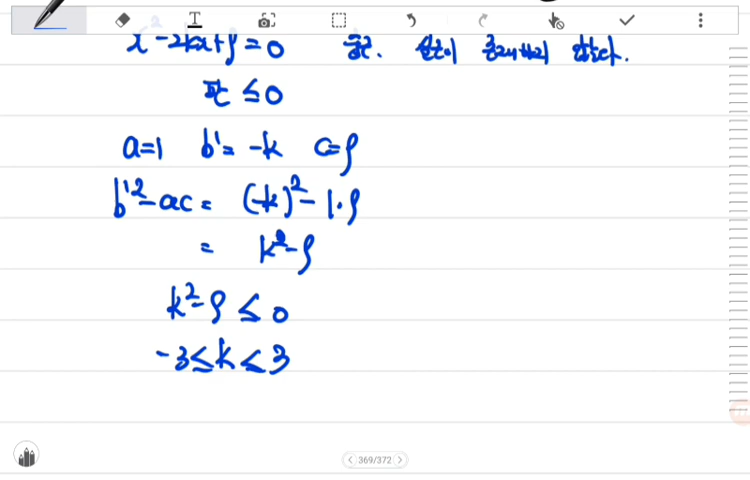 x²-2kx+9=0 중근. 실근이 존재하지 않는다.
판 ≤0
a=1 b'=-k c=9
b'²-ac = (-k)²-1·9
= k²-9
k²-9 ≤ 0
-3≤k≤3
369/372